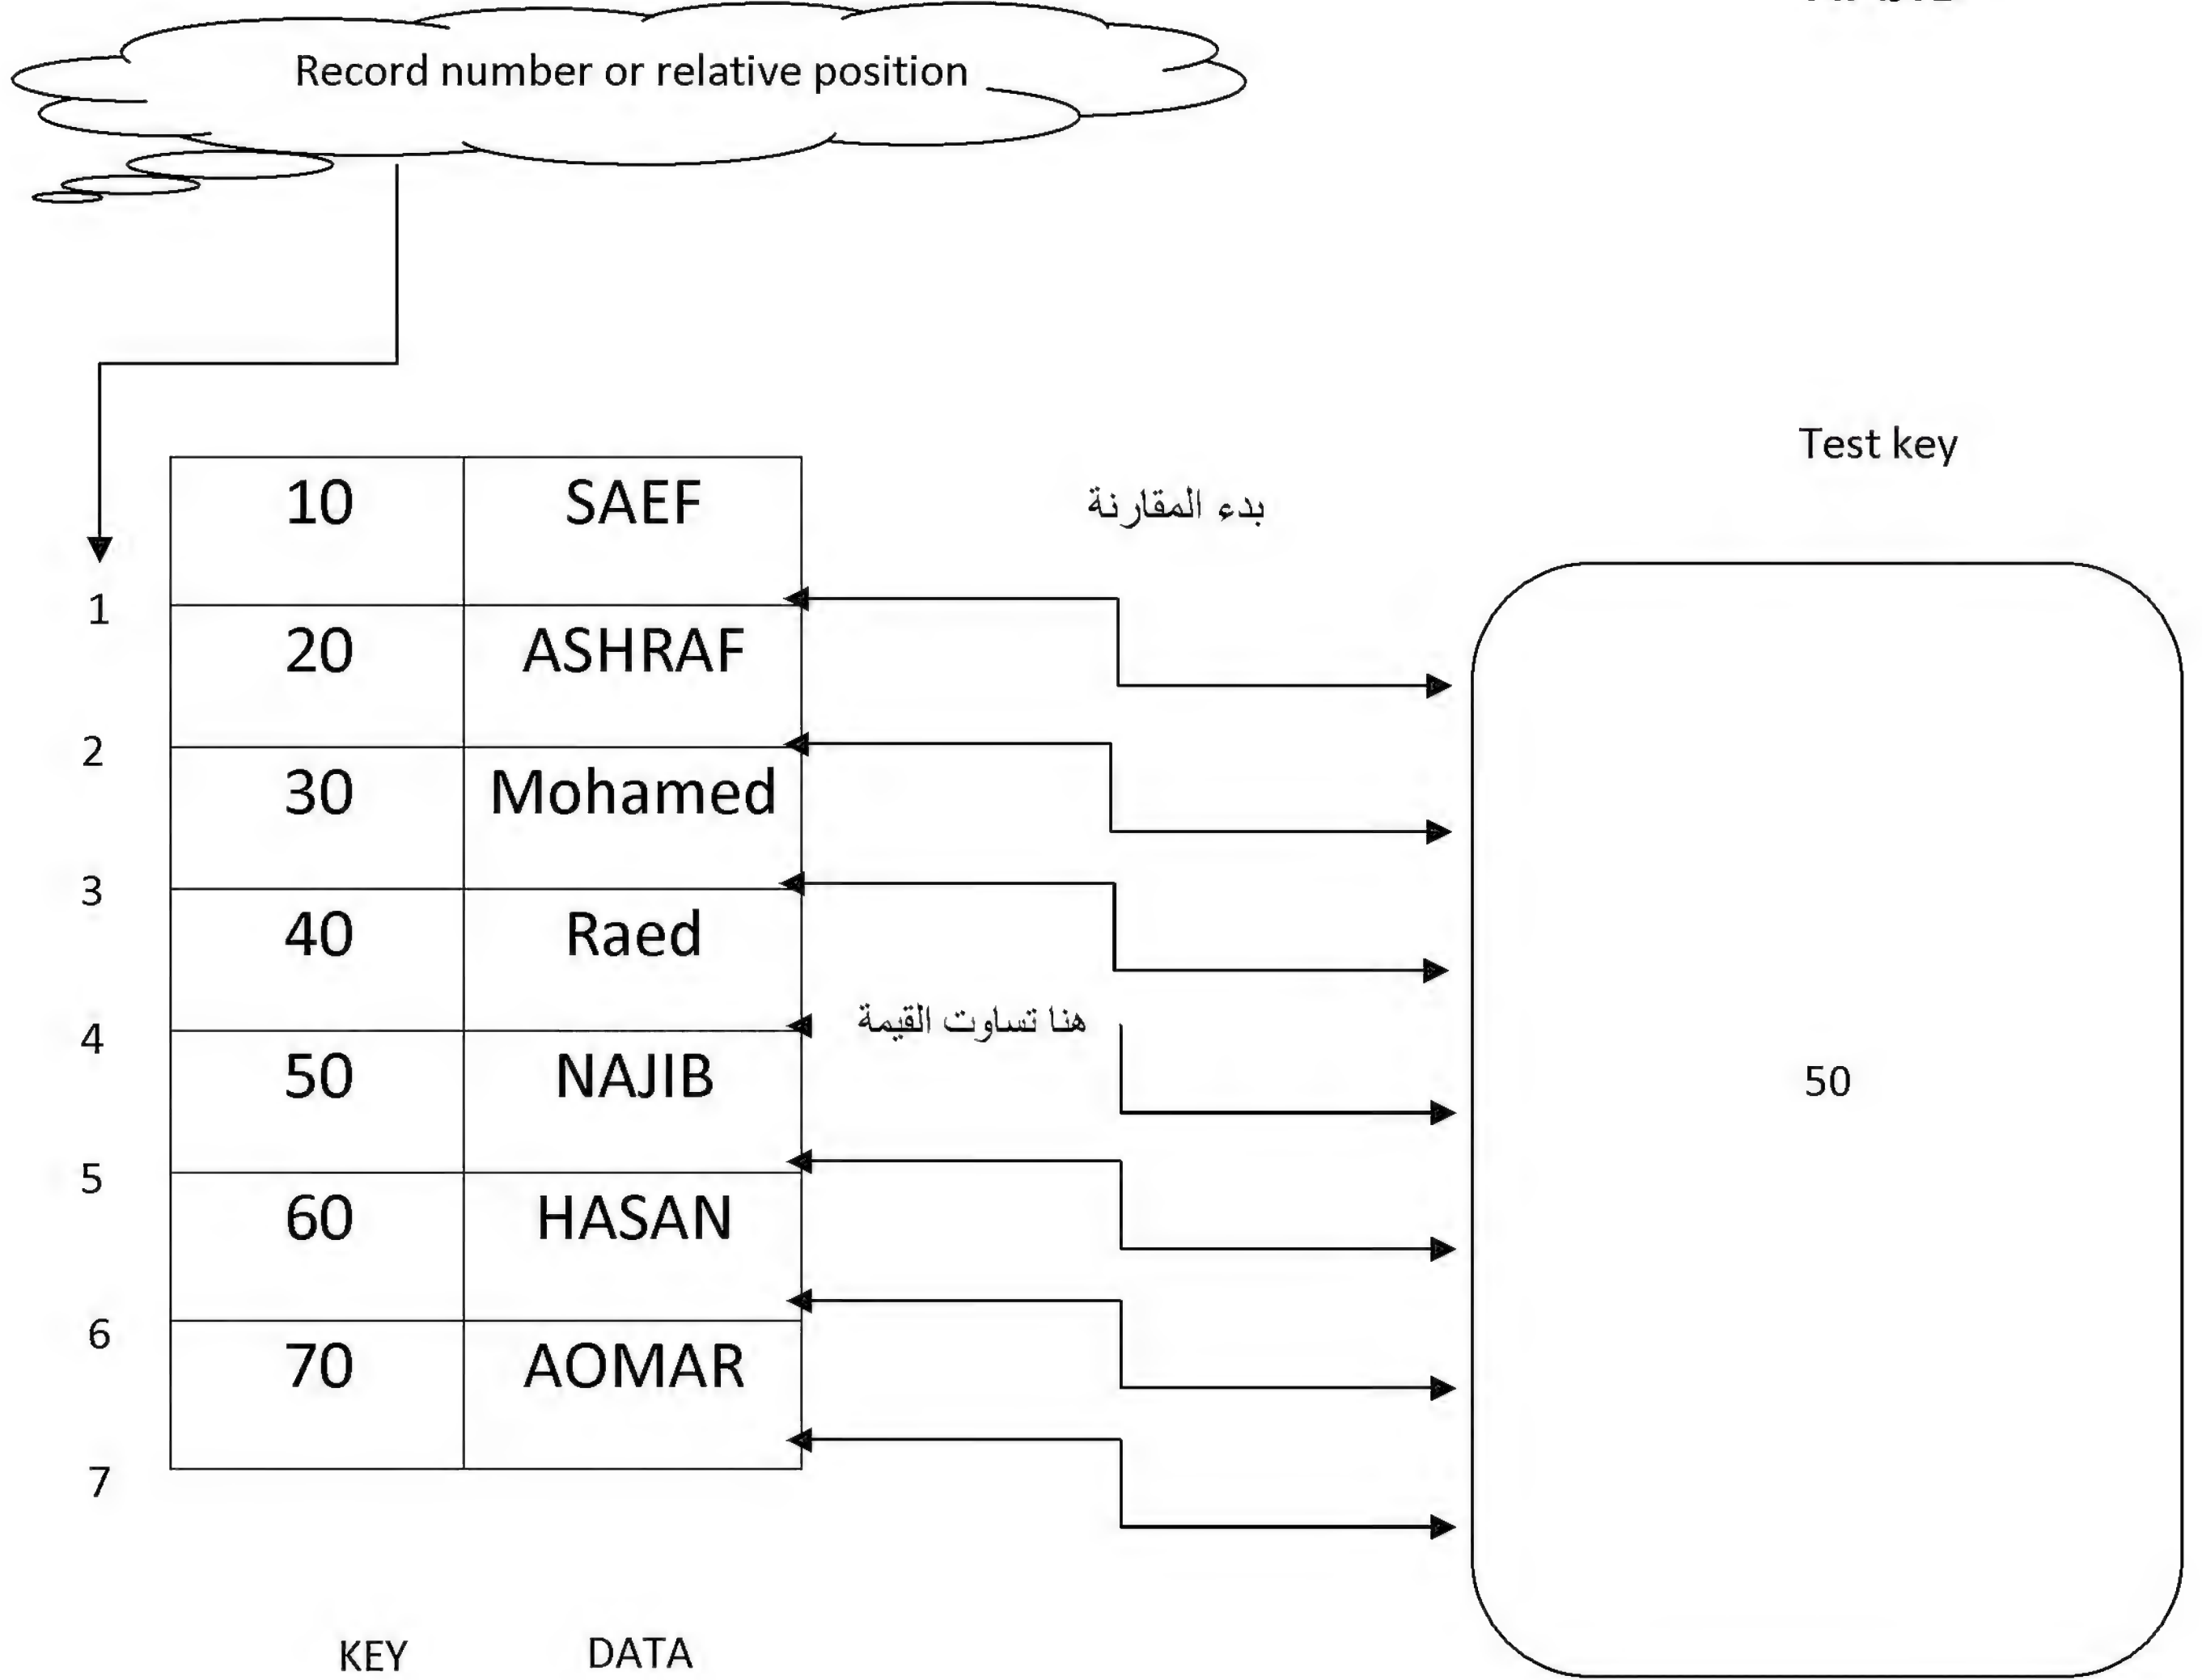 Record number or relative position
Test key
10 SAEF
بدء المقارنة
1
20 ASHRAF
2
30 Mohamed
3
40 Raed
هنا تساوت القيمة
4
50 NAJIB
50
5
60 HASAN
6
70 AOMAR
7
KEY DATA